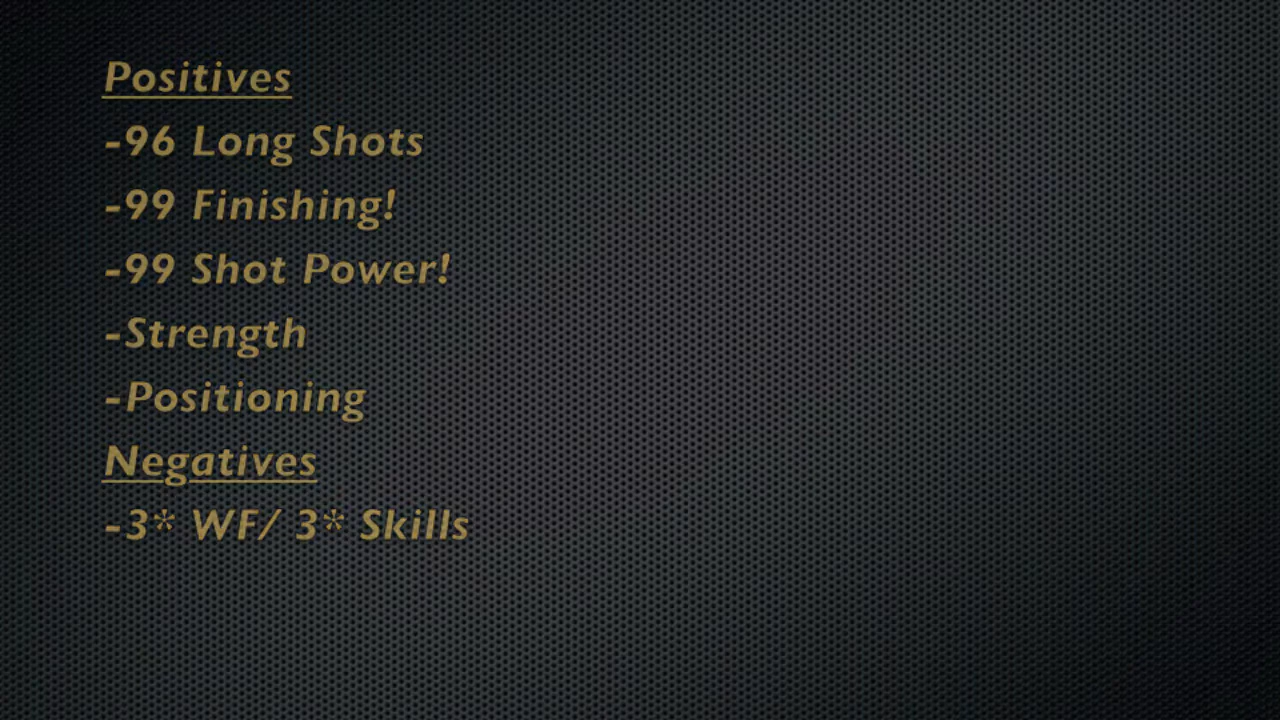 Positives
-96 Long Shots
-99 Finishing!
-99 Shot Power!
-Strength
-Positioning
Negatives
-3* WF/ 3* Skills